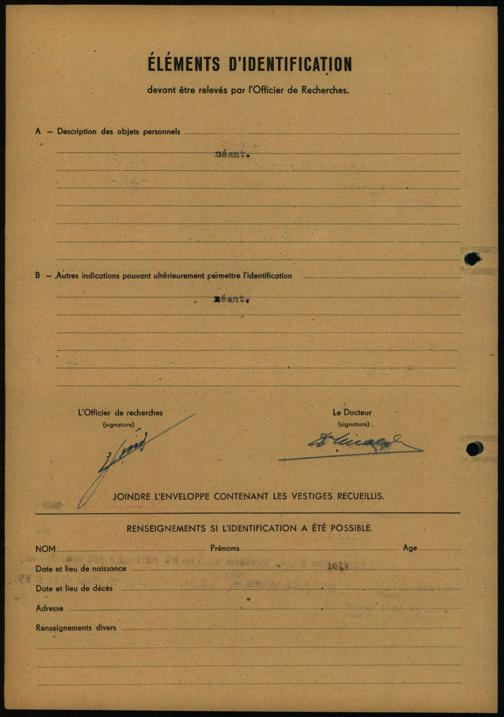 ÉLÉMENTS D'IDENTIFICATION
devant être relevés par l'Officier de Recherches.
A — Description des objets personnels
néant.
B — Autres indications pouvant ultérieurement permettre l'identification
néant.
L'Officier de recherches
(signature)
Le Docteur
(signature)
JOINDRE L'ENVELOPPE CONTENANT LES VESTIGES RECUEILLIS.
RENSEIGNEMENTS SI L'IDENTIFICATION A ÉTÉ POSSIBLE.
NOM Prénoms Age
Date et lieu de naissance
Date et lieu de décès
Adresse
Renseignements divers